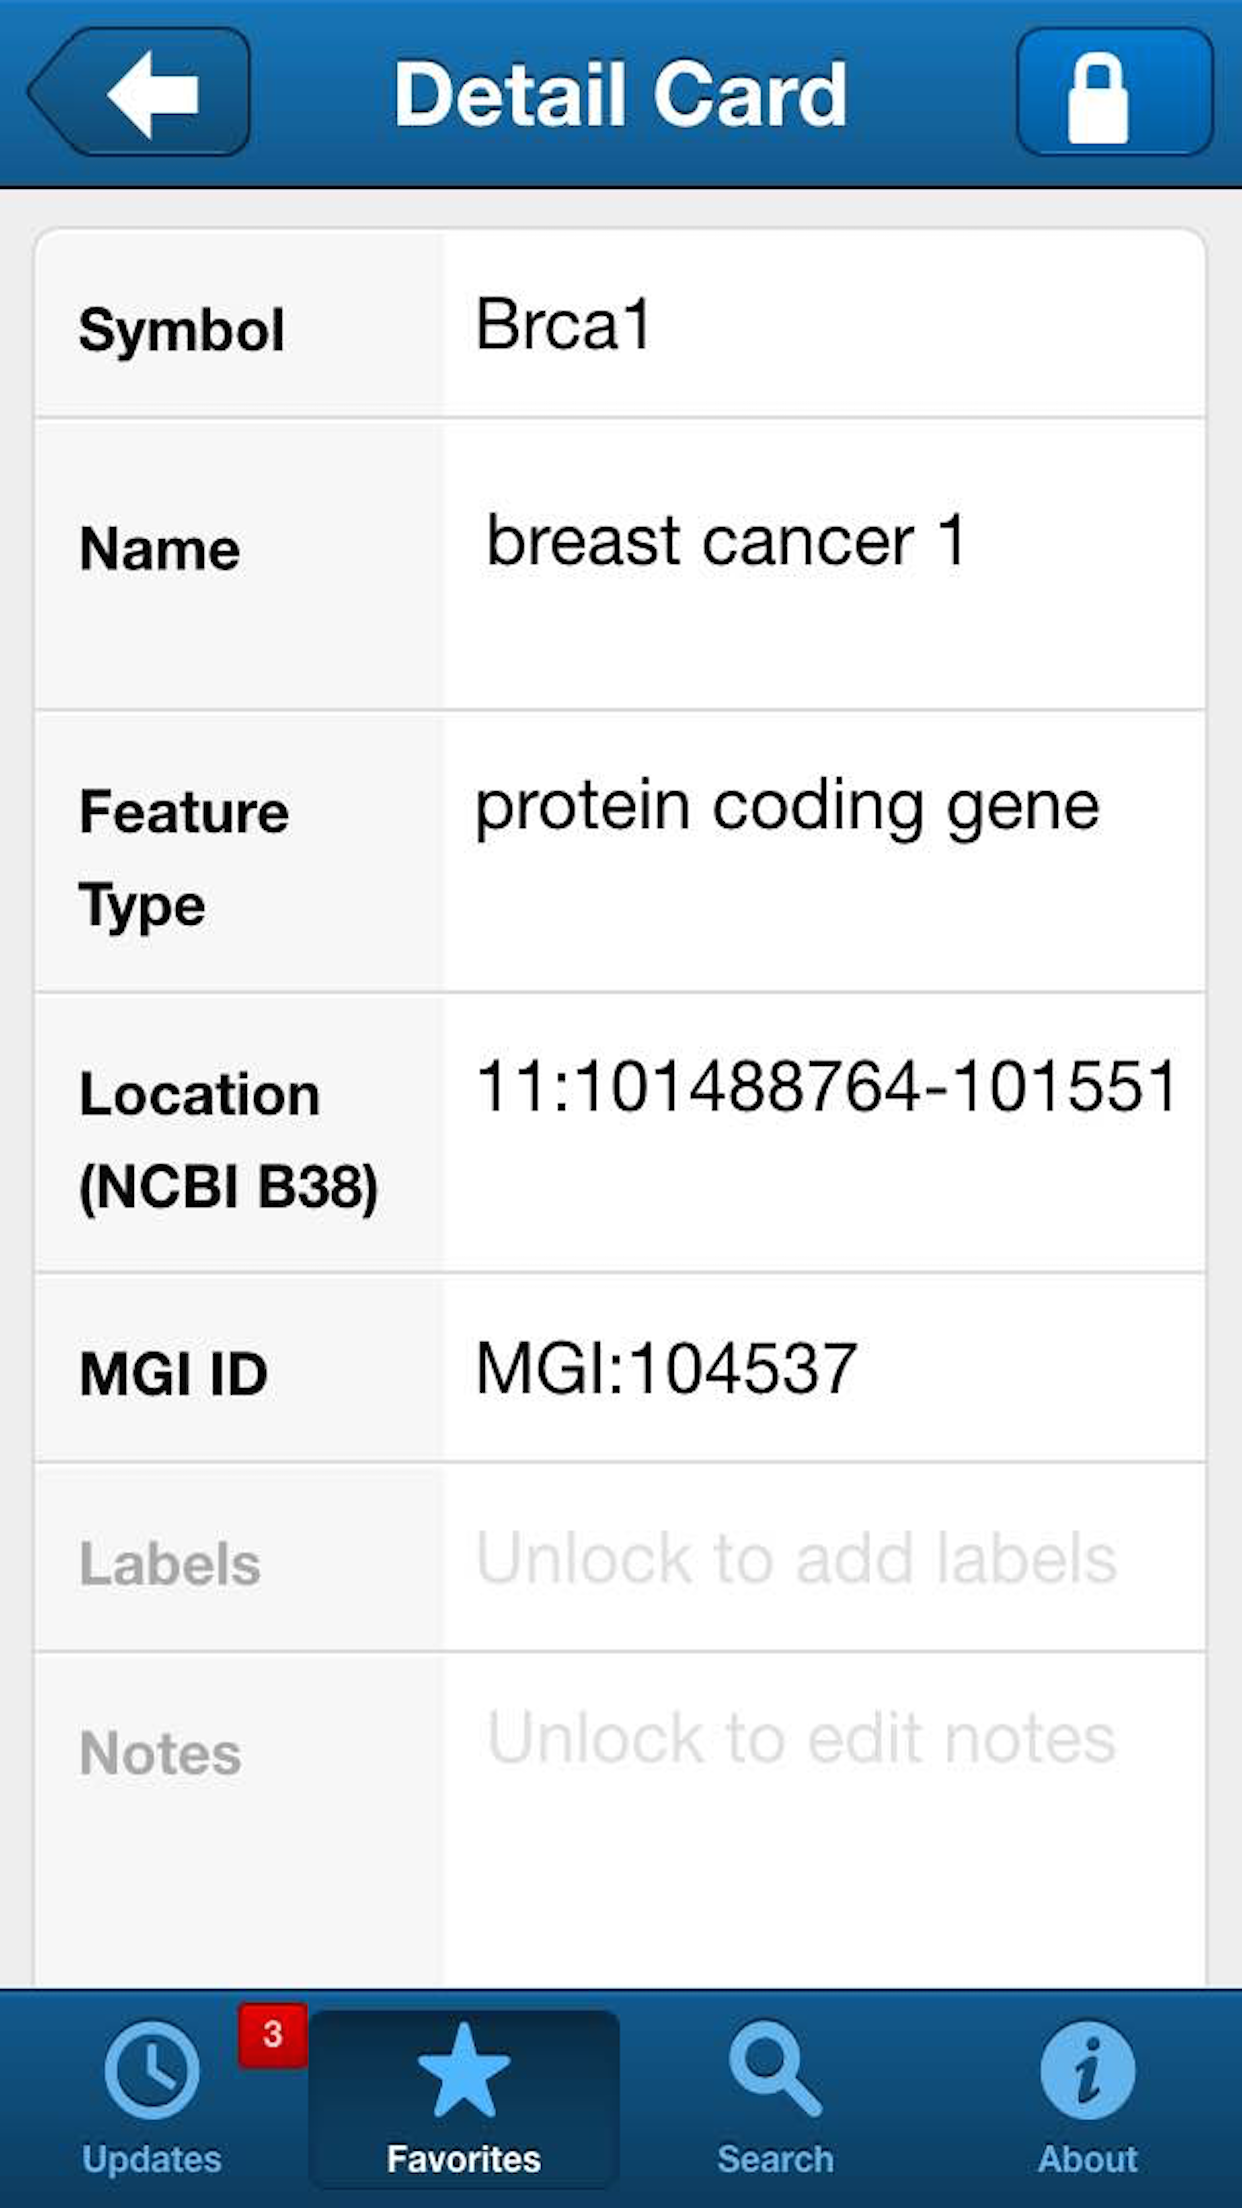 Detail Card
Symbol
Brca1
Name
breast cancer 1
Feature
Type
protein coding gene
Location
(NCBI B38)
11:101488764-101551
MGI ID
MGI:104537
Labels
Unlock to add labels
Notes
Unlock to edit notes
3
Updates
Favorites
Search
About